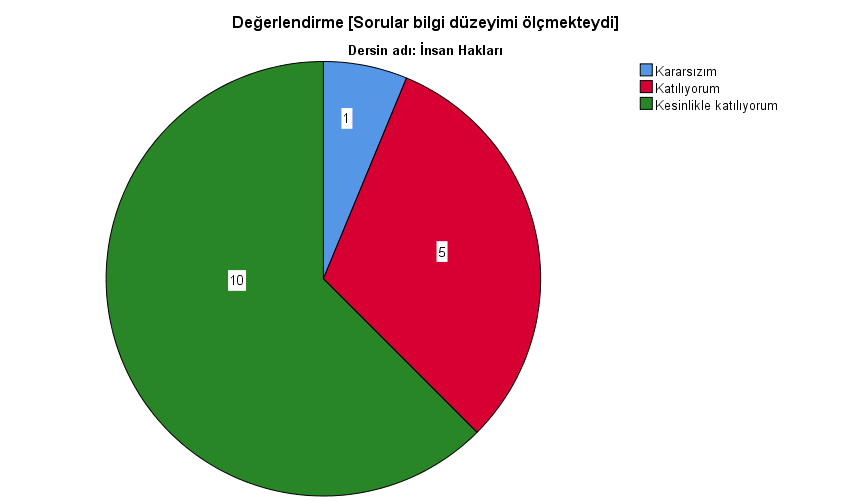 Değerlendirme [Sorular bilgi düzeyimi ölçmekteydi]
Dersin adı: İnsan Hakları
Kararsızım
Katılıyorum
Kesinlikle katılıyorum
1
5
10